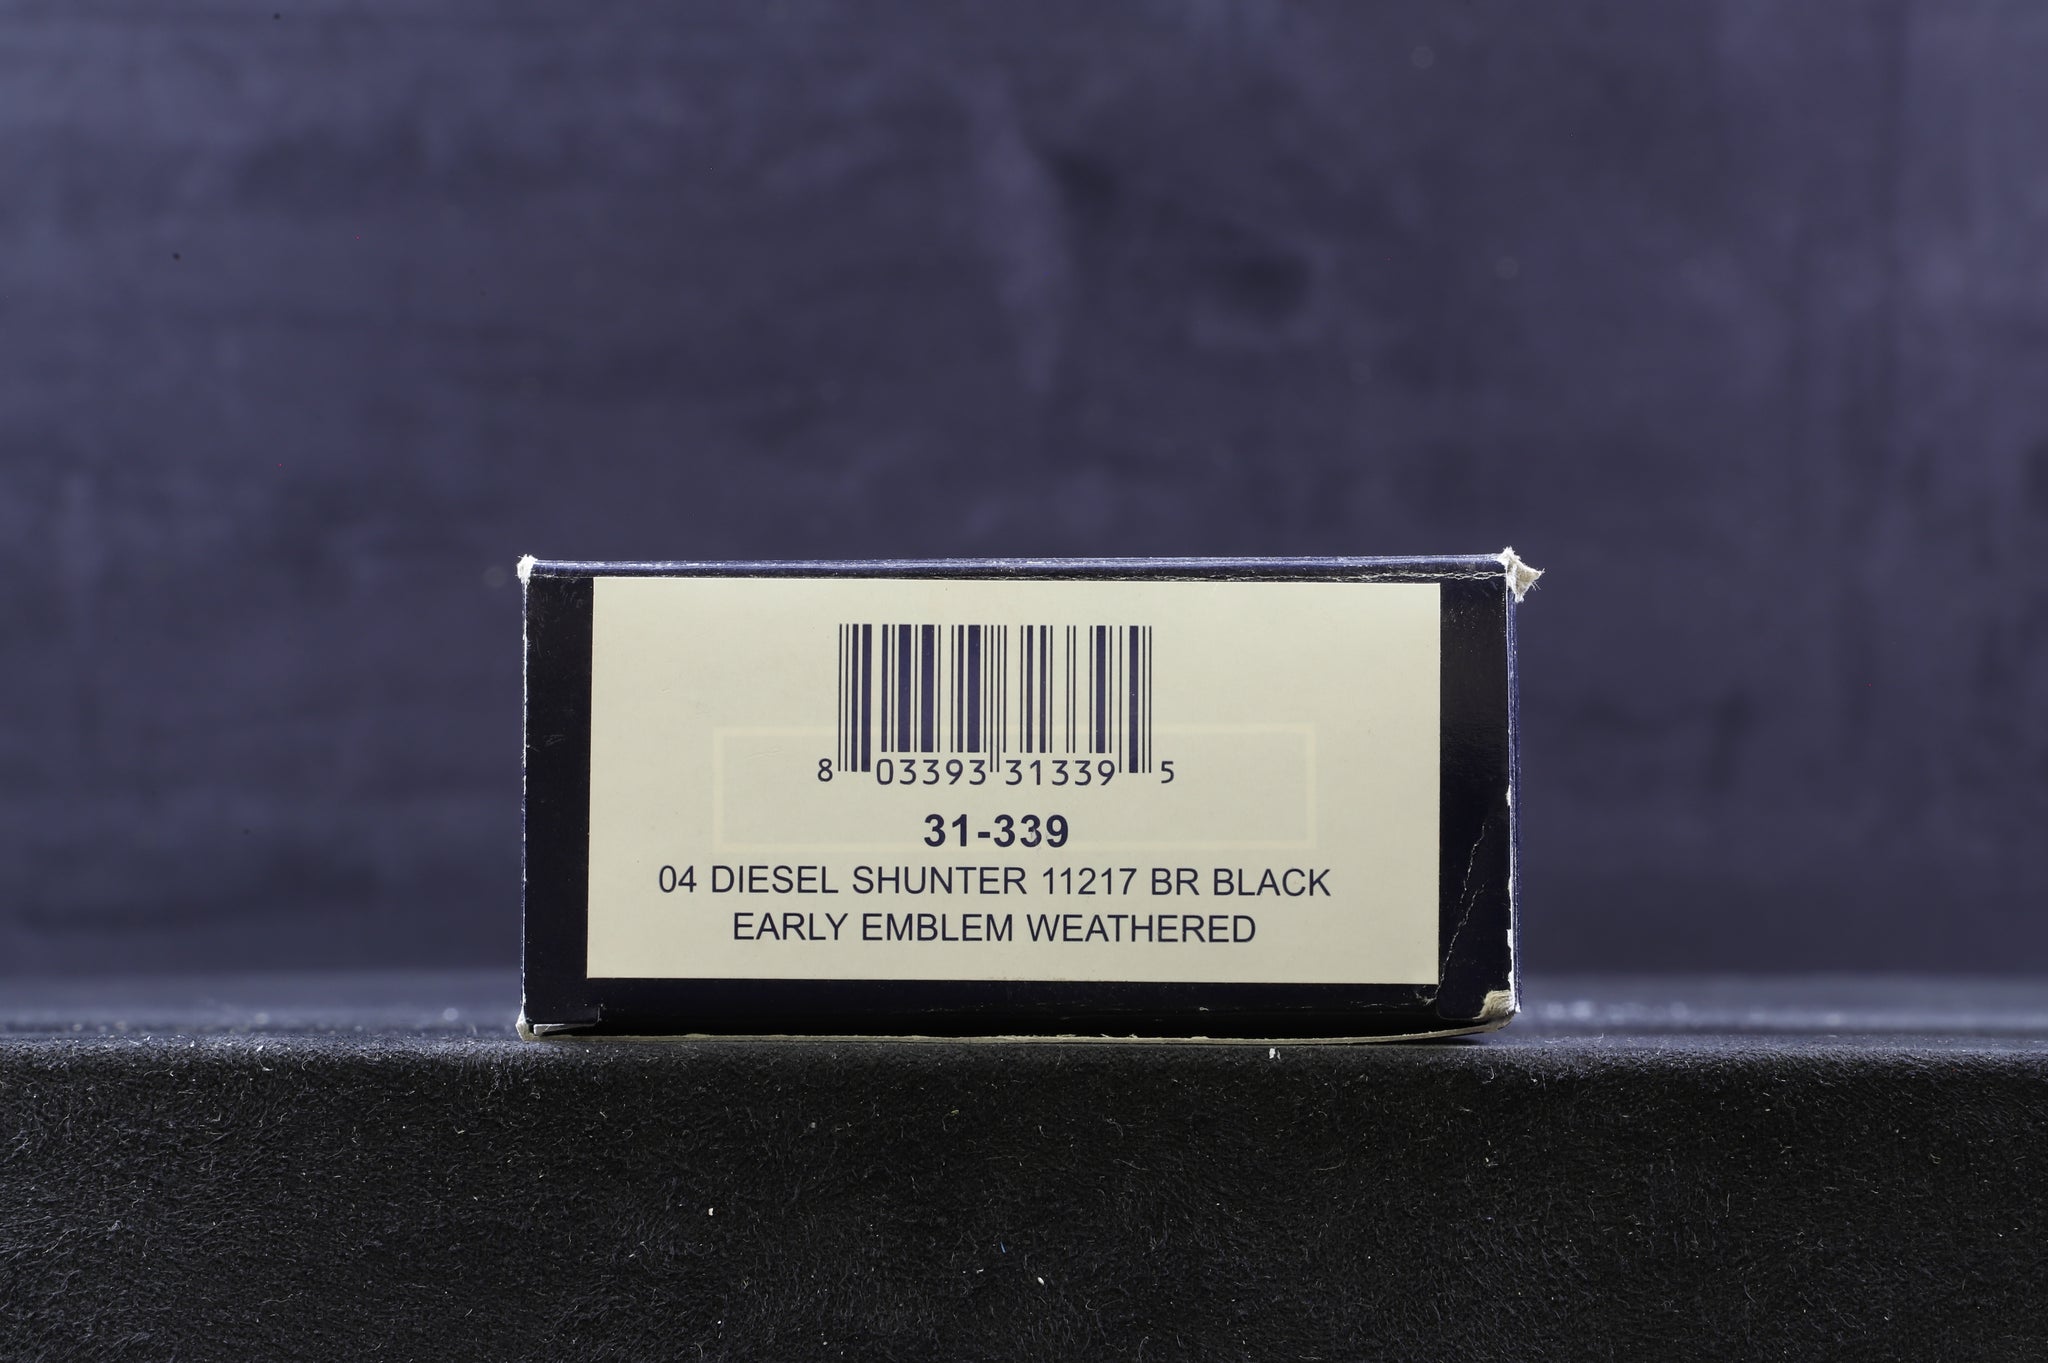 8 03393 31339 5
31-339
04 DIESEL SHUNTER 11217 BR BLACK
EARLY EMBLEM WEATHERED